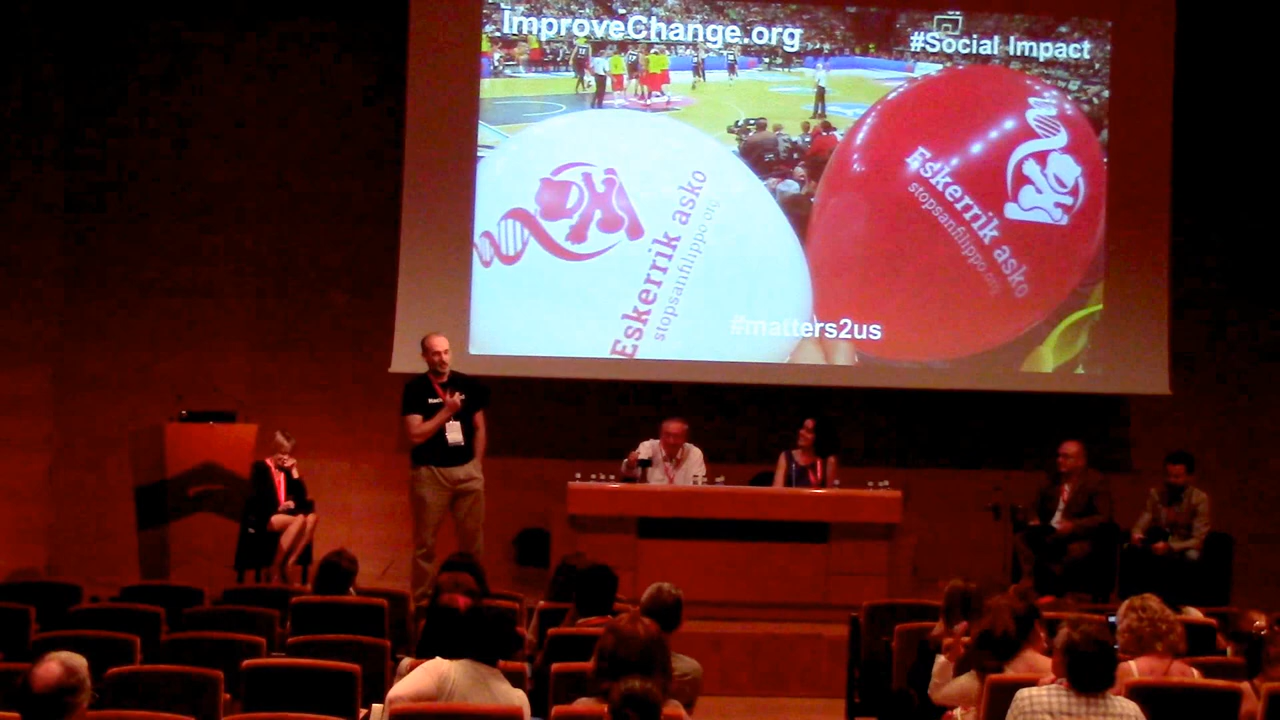 ImproveChange.org
#Social Impact
Eskerrik asko
stopsanfilippo.org
Eskerrik asko
stopsanfilippo.org
#matters2us